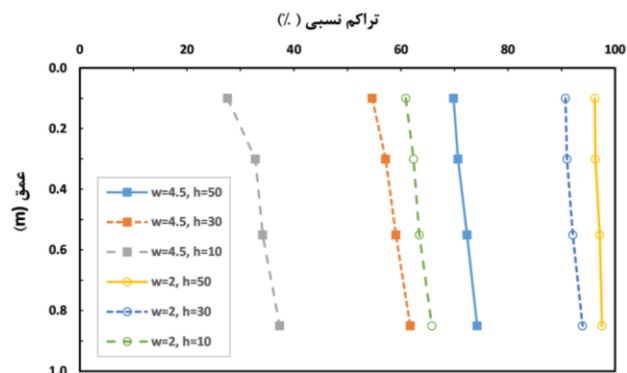 تراکم نسبی ( ٪)
0 20 40 60 80 100
0.0
0.2
0.4
0.6
0.8
1.0
عمق (m)
w=4.5, h=50
w=4.5, h=30
w=4.5, h=10
w=2, h=50
w=2, h=30
w=2, h=10